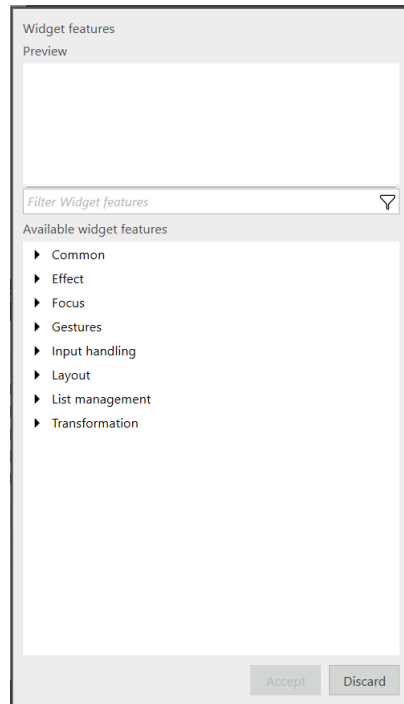 Widget features
Preview
Filter Widget features
Available widget features
Common
Effect
Focus
Gestures
Input handling
Layout
List management
Transformation
Accept Discard